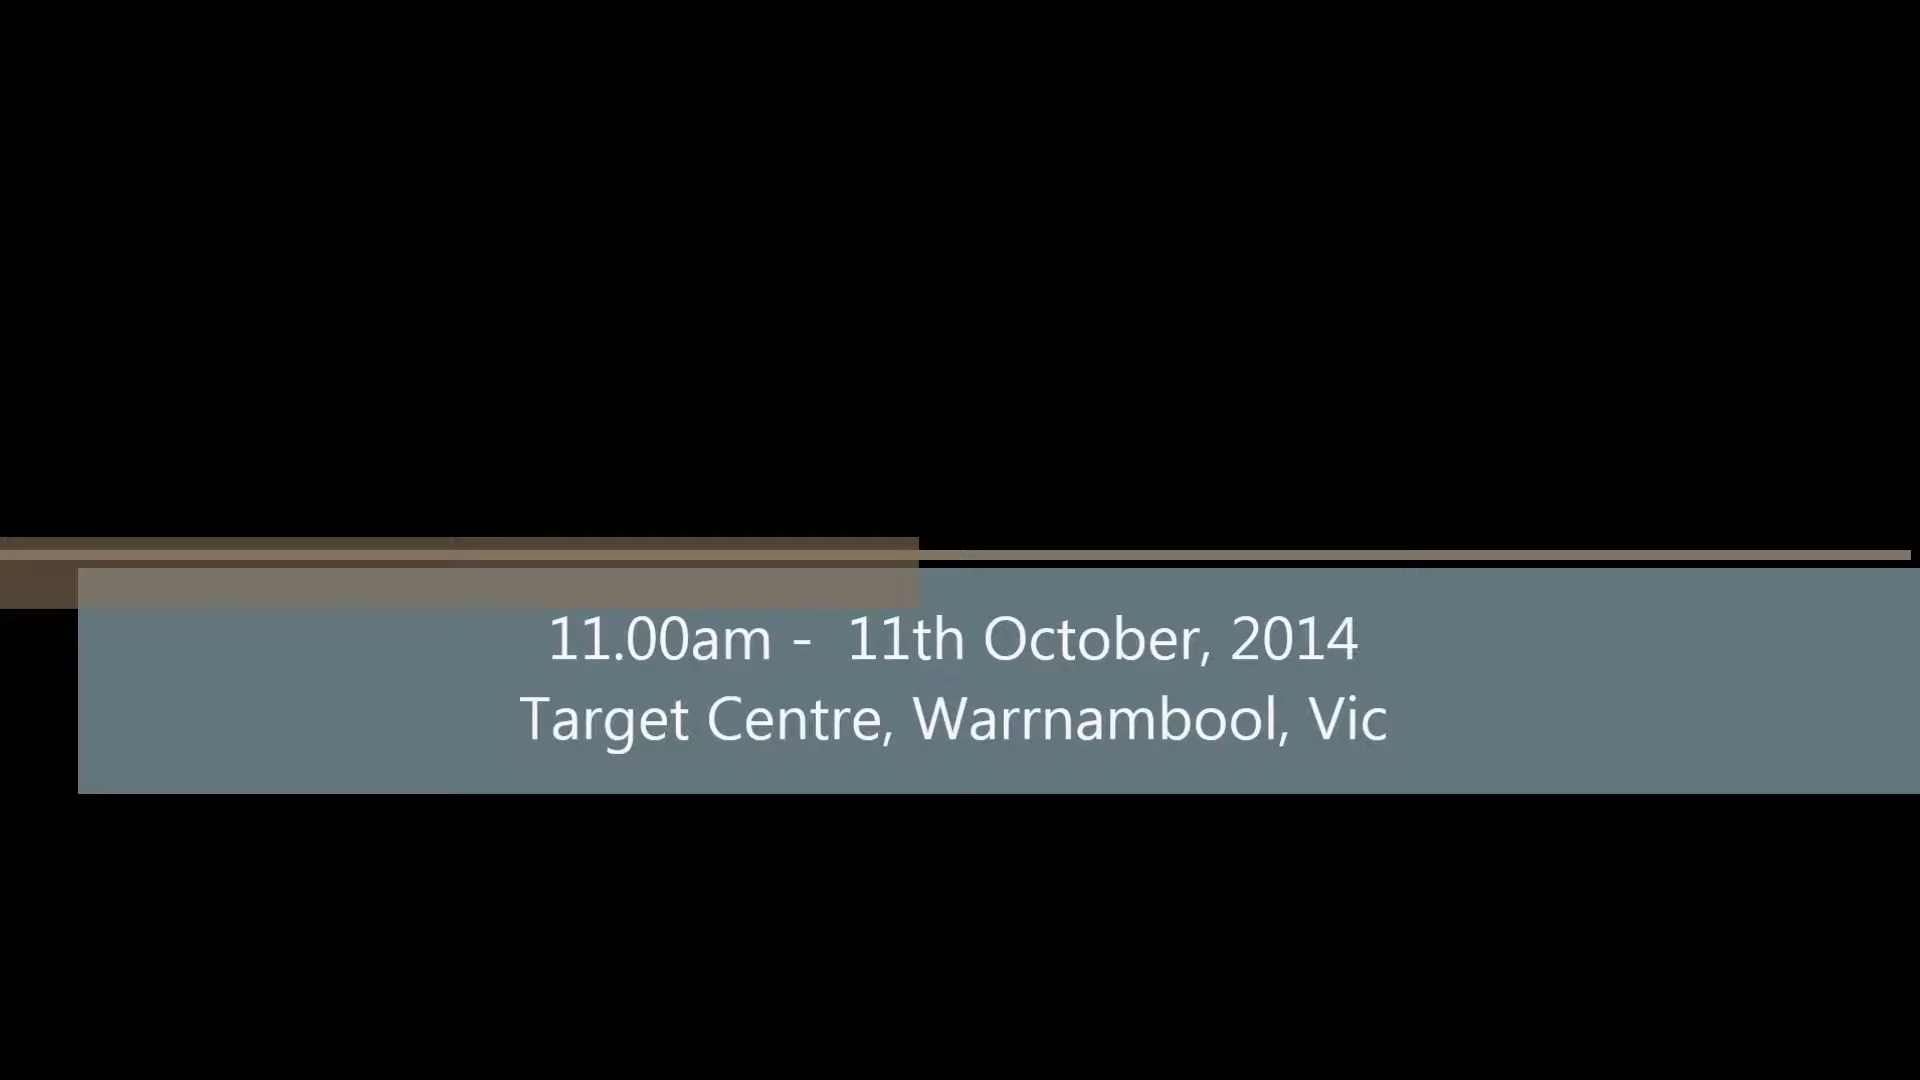 11.00am -  11th October, 2014
Target Centre, Warrnambool, Vic